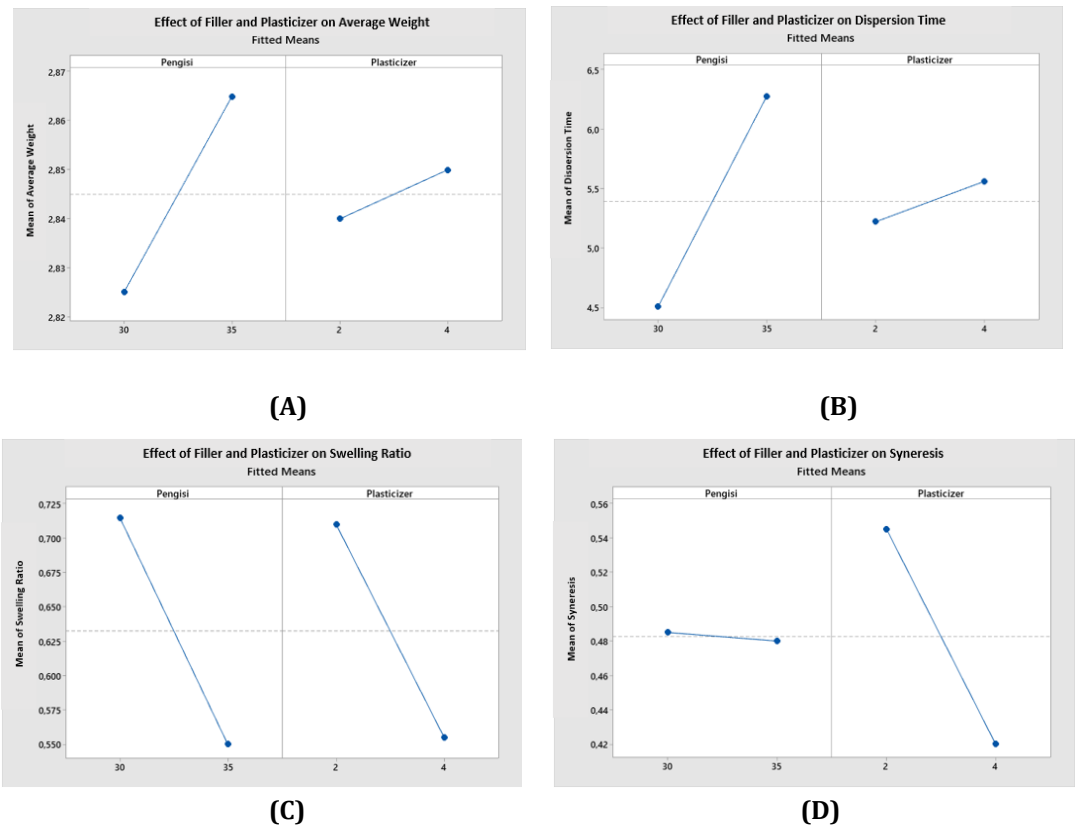 Effect of Filler and Plasticizer on Average Weight
Fitted Means
Pengisi Plasticizer
2,87
2,86
2,85
2,84
2,83
2,82
Mean of Average Weight
30 35 2 4
(A)
Effect of Filler and Plasticizer on Dispersion Time
Fitted Means
Pengisi Plasticizer
6,5
6,0
5,5
5,0
4,5
Mean of Dispersion Time
30 35 2 4
(B)
Effect of Filler and Plasticizer on Swelling Ratio
Fitted Means
Pengisi Plasticizer
0,725
0,700
0,675
0,650
0,625
0,600
0,575
0,550
Mean of Swelling Ratio
30 35 2 4
(C)
Effect of Filler and Plasticizer on Syneresis
Fitted Means
Pengisi Plasticizer
0,56
0,54
0,52
0,50
0,48
0,46
0,44
0,42
Mean of Syneresis
30 35 2 4
(D)